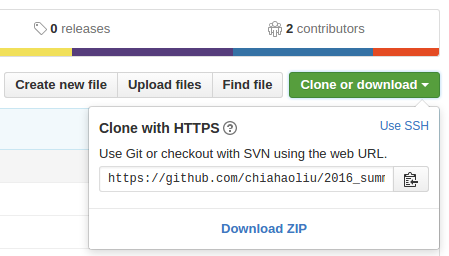 0 releases
2 contributors
Create new file
Upload files
Find file
Clone or download
Clone with HTTPS
Use SSH
Use Git or checkout with SVN using the web URL.
https://github.com/chiahaoliu/2016_summ
Download ZIP